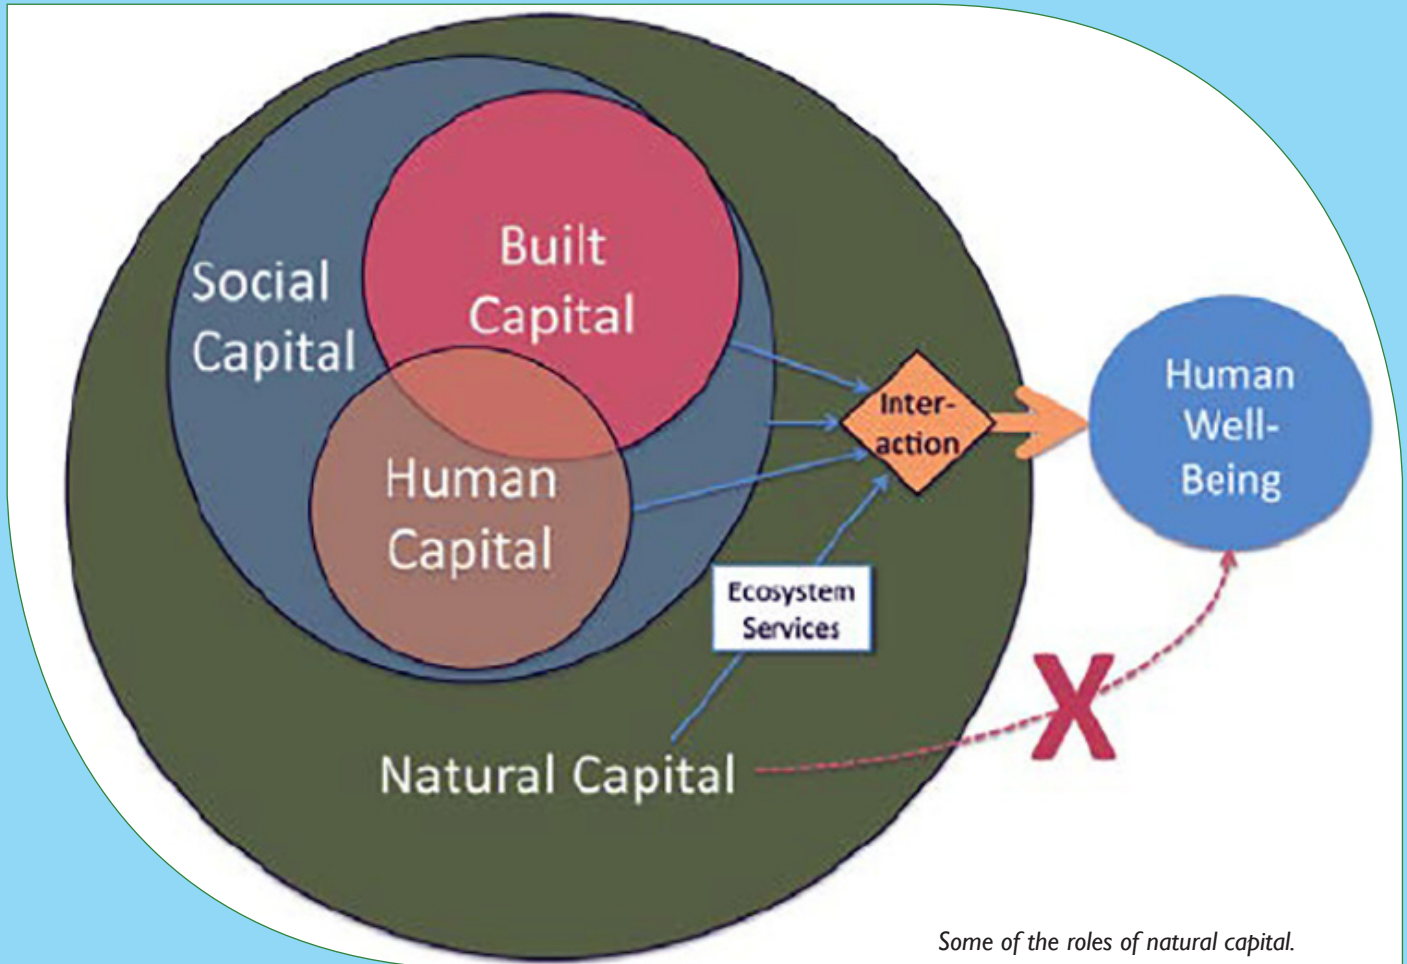 Built
Capital
Social
Capital
Human
Capital
Inter-
action
Human
Well-
Being
Ecosystem
Services
X
Natural Capital
Some of the roles of natural capital.